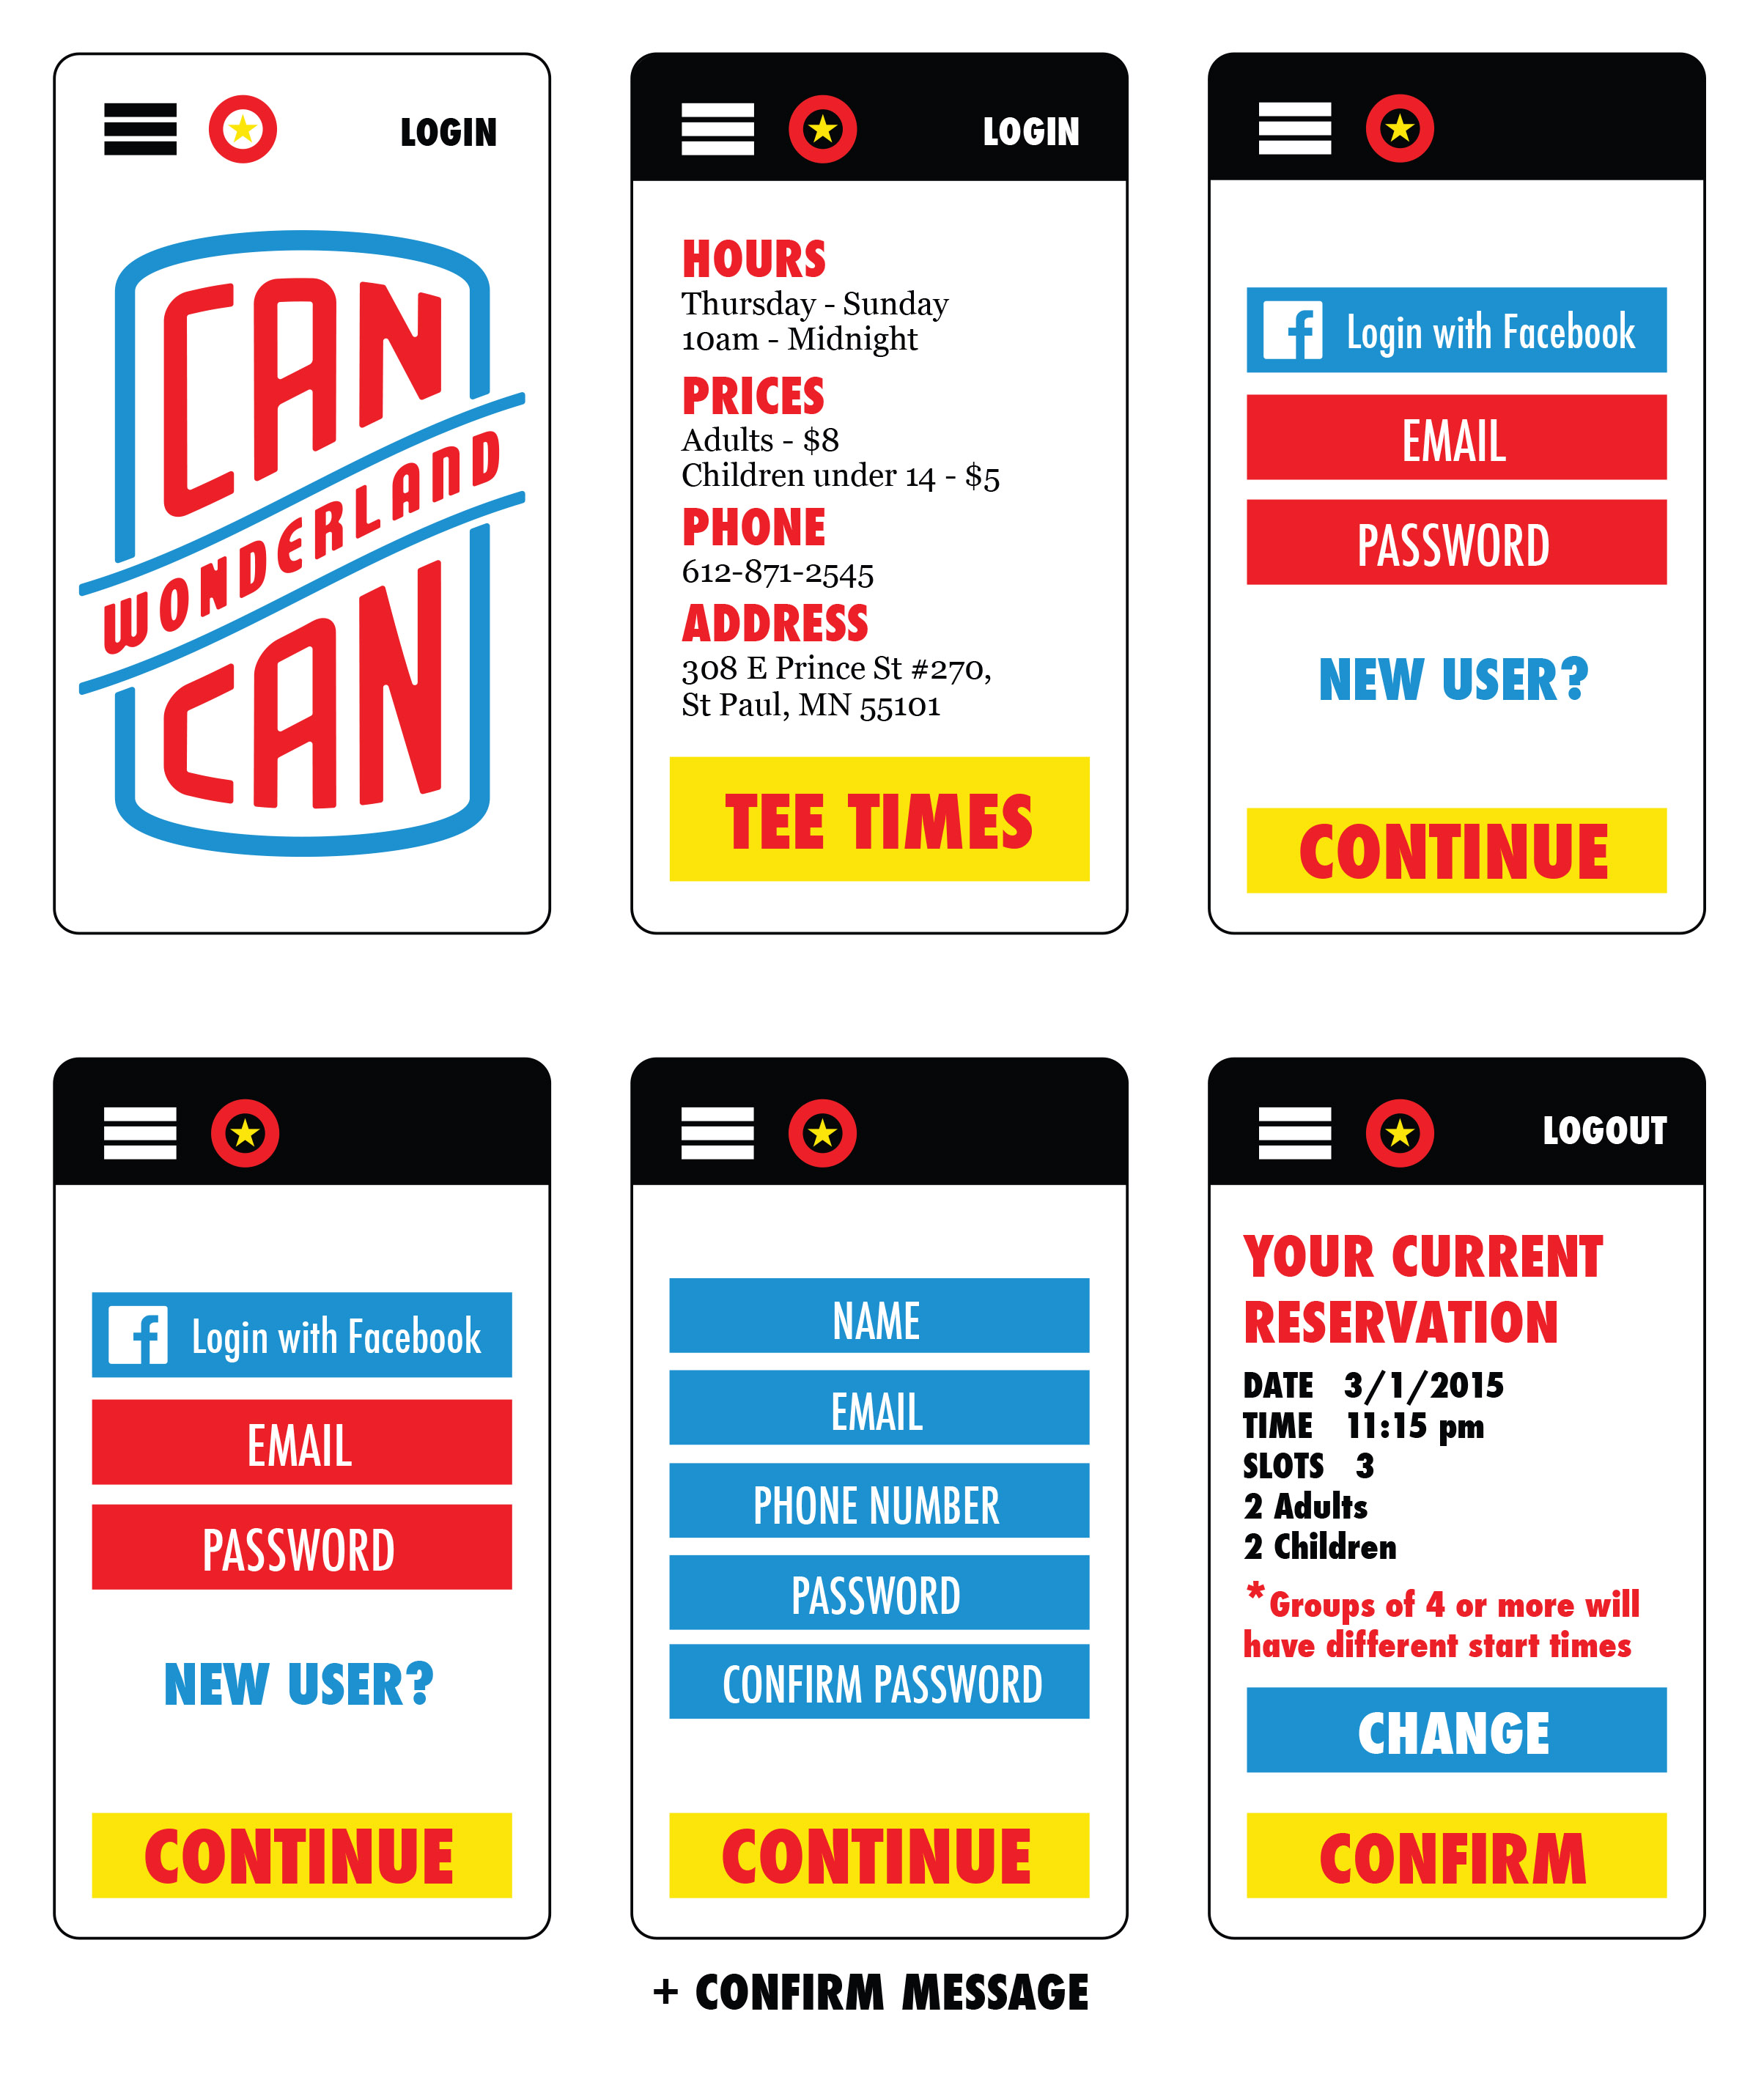 LOGIN
CAN
WONDERLAND
CAN
LOGIN
HOURS
Thursday - Sunday
10am - Midnight
PRICES
Adults - $8
Children under 14 - $5
PHONE
612-871-2545
ADDRESS
308 E Prince St #270,
St Paul, MN 55101
TEE TIMES
Login with Facebook
EMAIL
PASSWORD
NEW USER?
CONTINUE
Login with Facebook
EMAIL
PASSWORD
NEW USER?
CONTINUE
NAME
EMAIL
PHONE NUMBER
PASSWORD
CONFIRM PASSWORD
CONTINUE
+ CONFIRM MESSAGE
LOGOUT
YOUR CURRENT
RESERVATION
DATE 3/1/2015
TIME 11:15 pm
SLOTS 3
2 Adults
2 Children
*Groups of 4 or more will
have different start times
CHANGE
CONFIRM